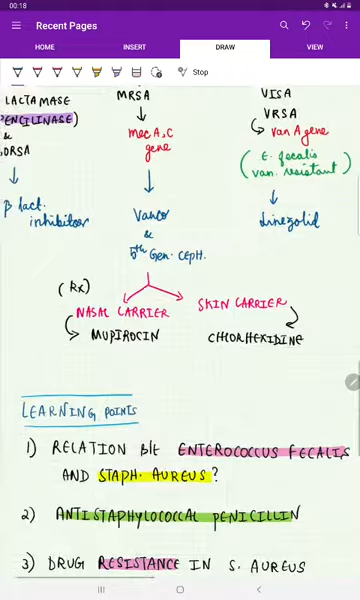 00:18
Recent Pages
HOME INSERT DRAW VIEW
Stop
LACTAMASE
PENCILINASE)
&
DRSA
β lact.
inhibitor
MRSA
mec A, C
gene
Vanco
&
5th Gen. CEPH.
VISA
VRSA
van A gene
(E. fecalis
van. resistant)
Linezolid
(Rx)
NASAL CARRIER
MUPIROCIN
SKIN CARRIER
CHLORHEXIDINE
LEARNING POINTS
1) RELATION b/t ENTEROCOCCUS FECALIS
AND STAPH. AUREUS?
2) ANTISTAPHYLOCOCCAL PENICILLIN
3) DRUG RESISTANCE IN S. AUREUS